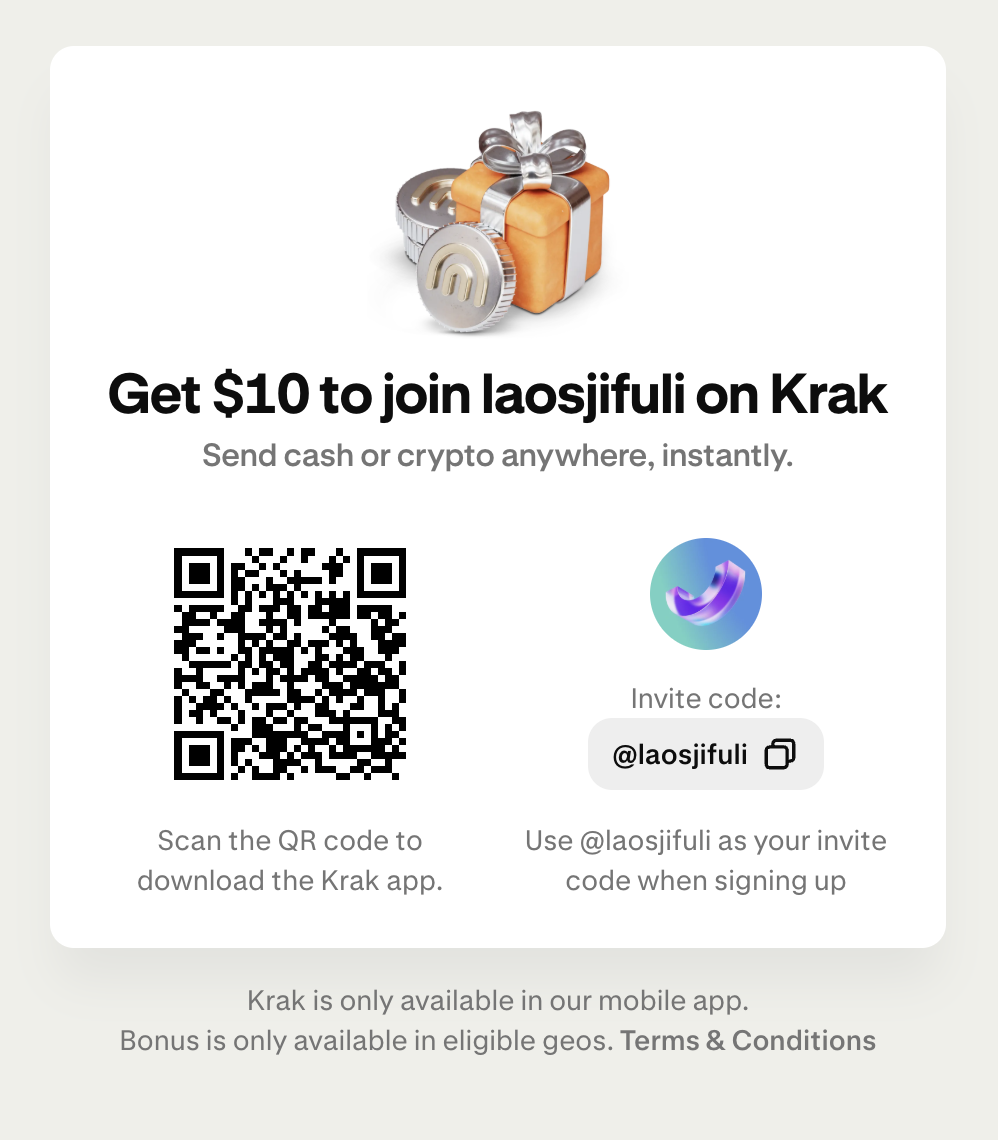 Get $10 to join laosjifuli on Krak
Send cash or crypto anywhere, instantly.
Invite code:
@laosjifuli
Scan the QR code to
download the Krak app.
Use @laosjifuli as your invite
code when signing up
Krak is only available in our mobile app.
Bonus is only available in eligible geos. Terms & Conditions